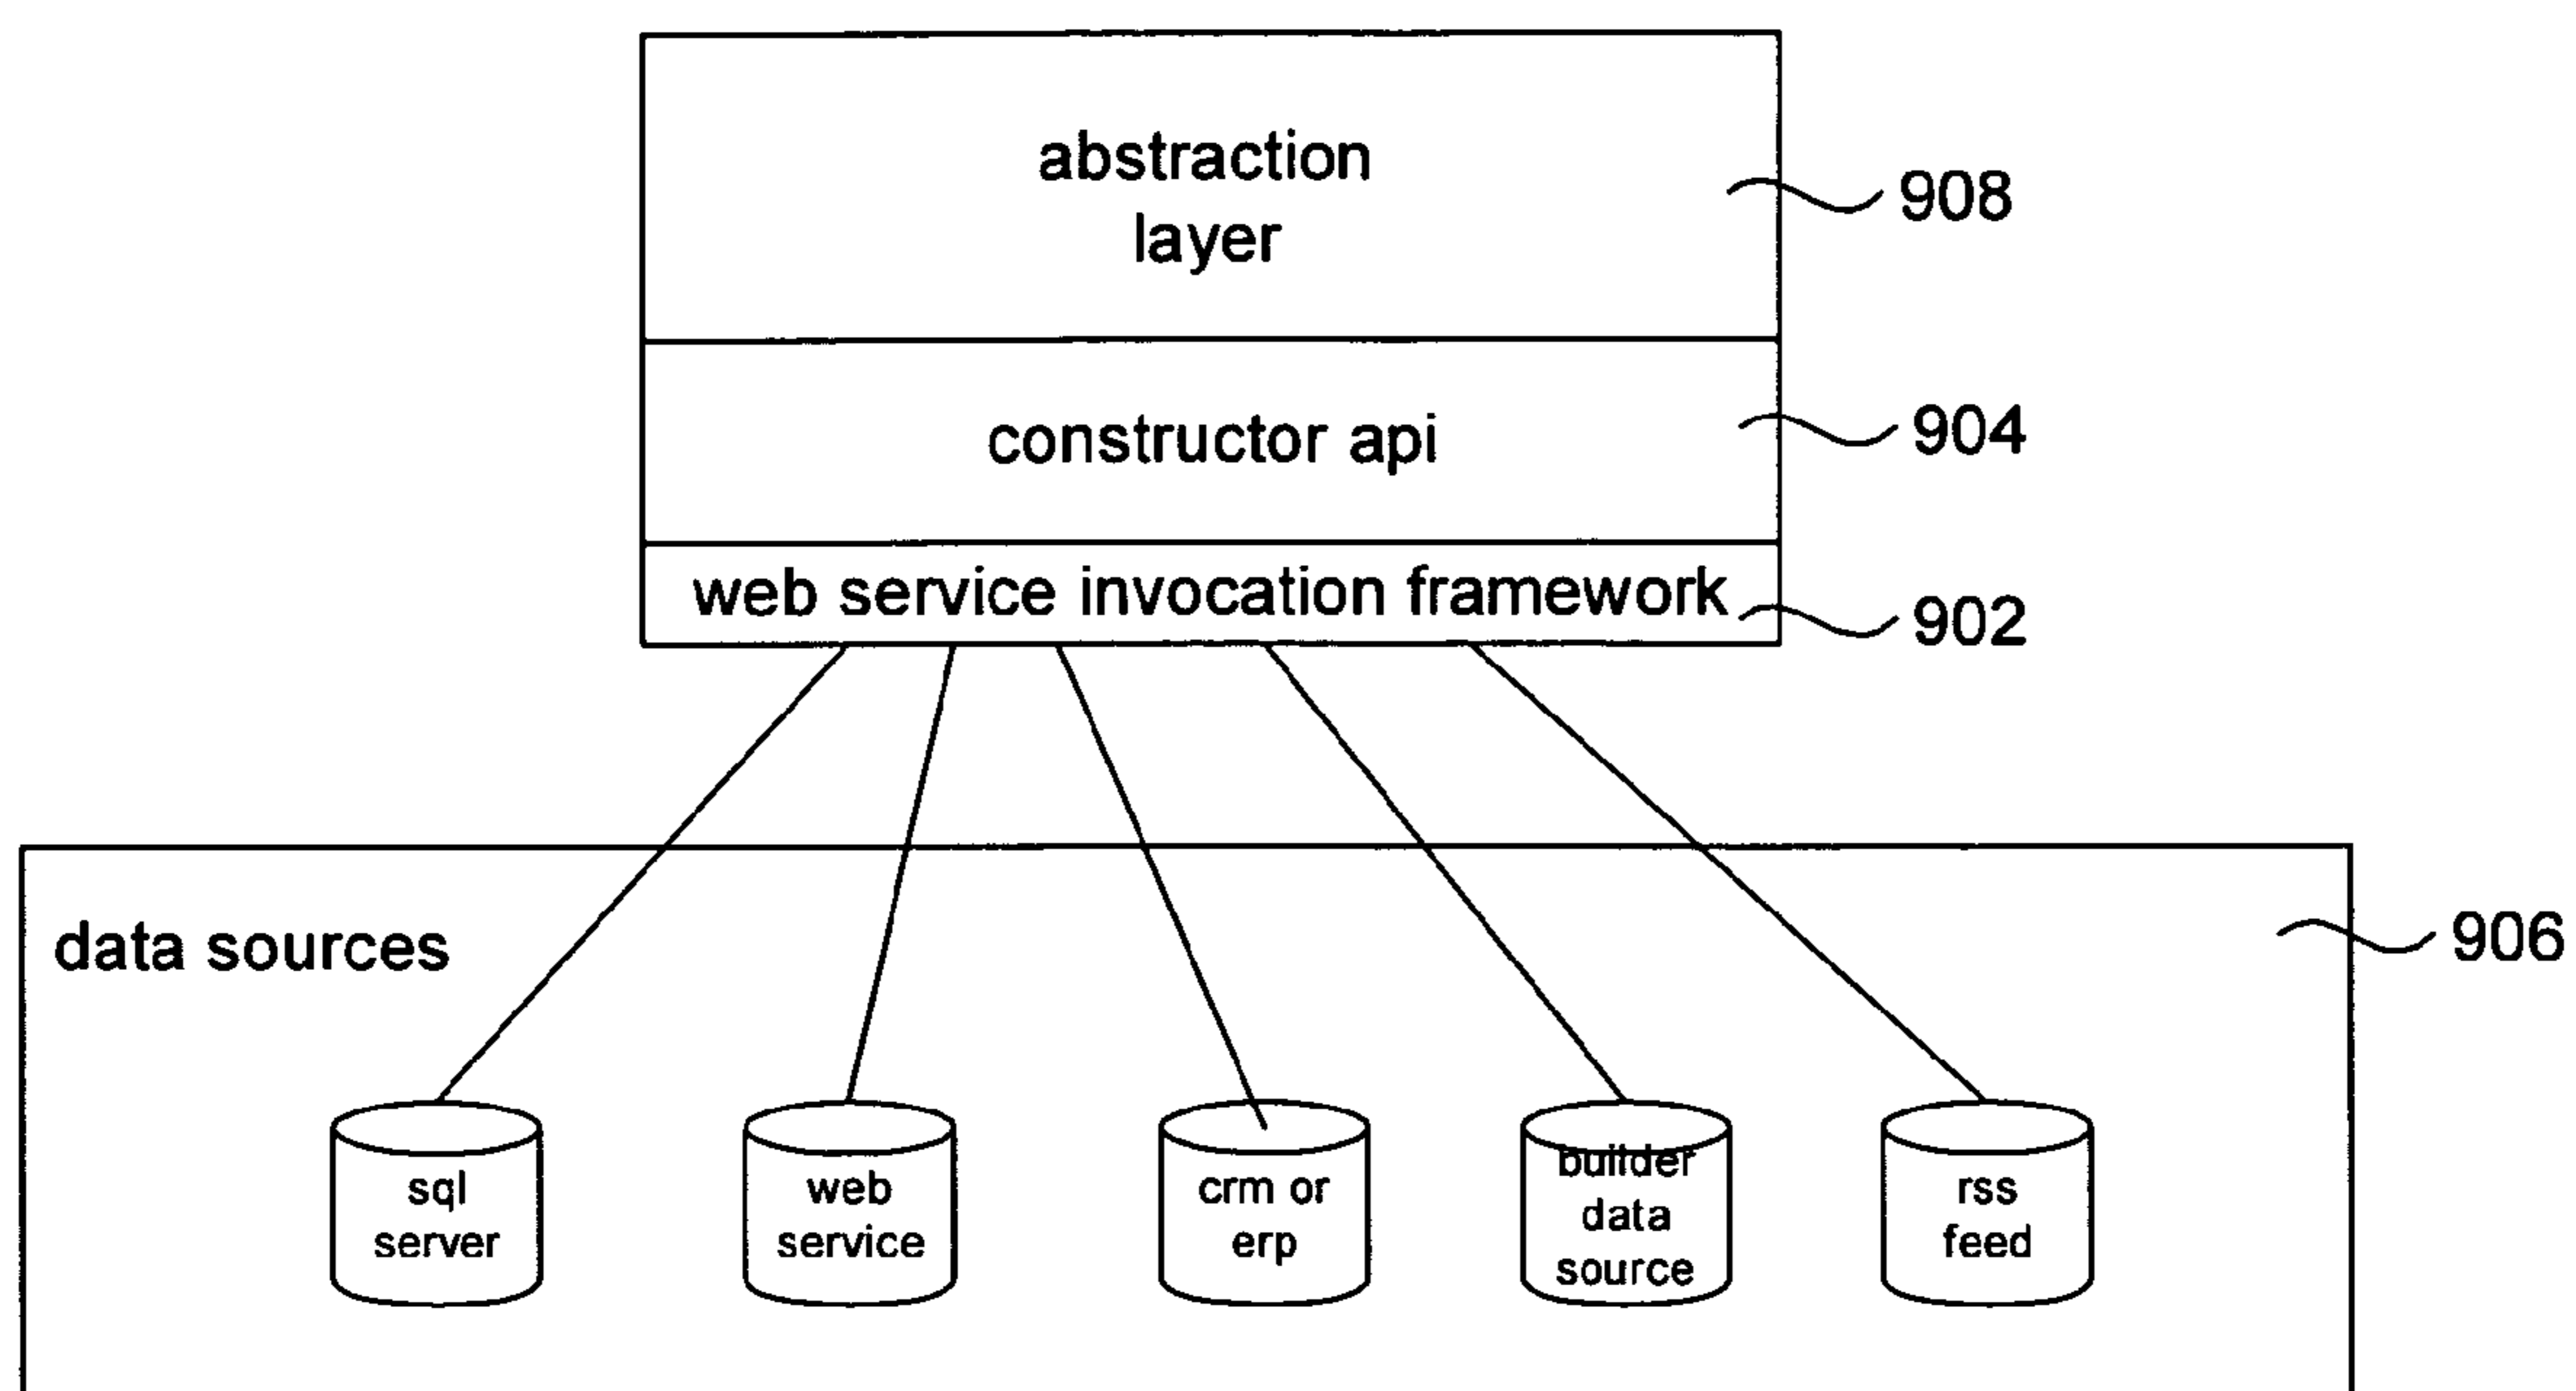 abstraction
layer
908
constructor api
904
web service invocation framework
902
data sources
906
sql
server
web
service
crm or
erp
builder
data
source
rss
feed